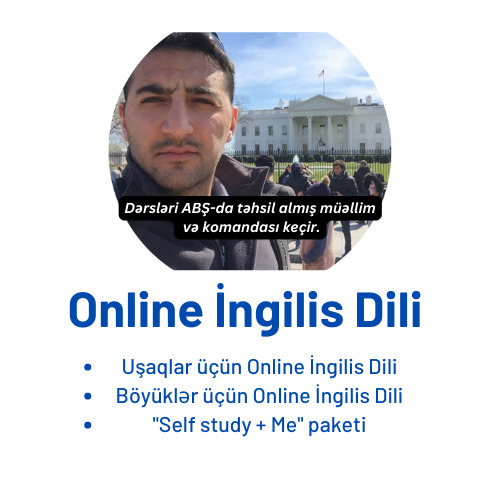 Dərsləri ABŞ-da təhsil almış müəllim
və komandası keçir.
Online İngilis Dili
• Uşaqlar üçün Online İngilis Dili
• Böyüklər üçün Online İngilis Dili
• "Self study + Me" paketi